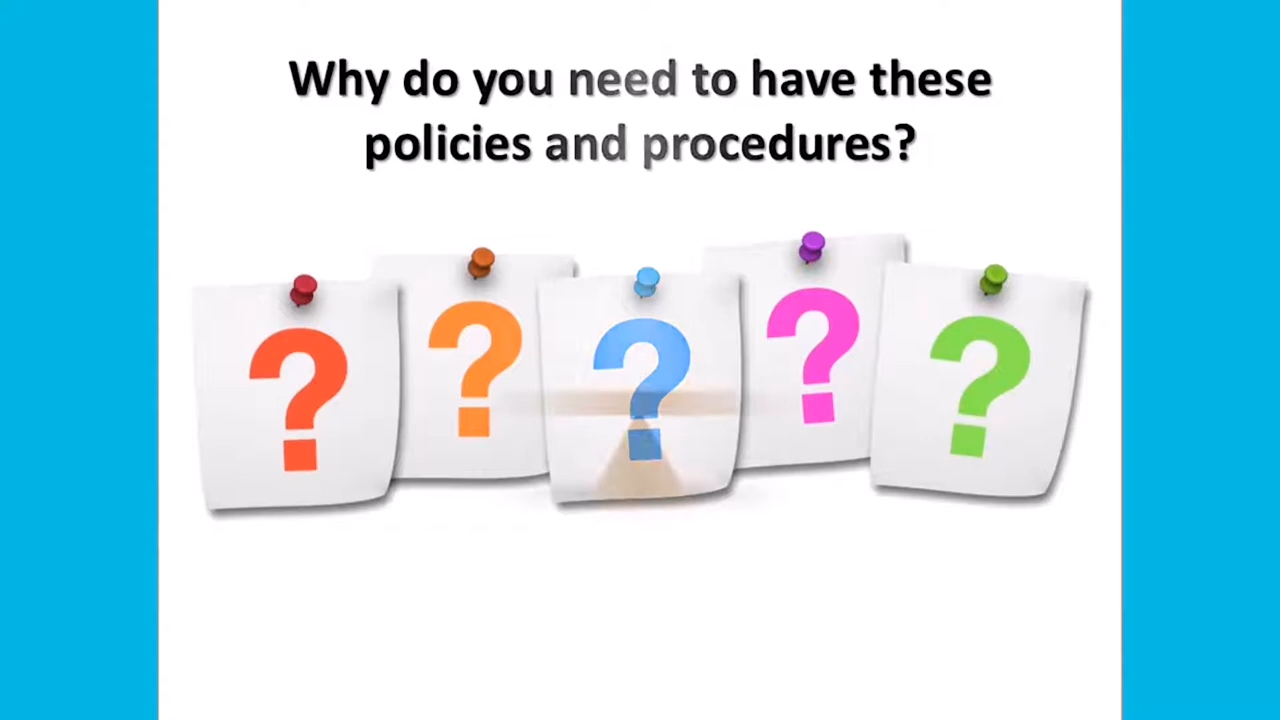 Why do you need to have these
policies and procedures?
? ? ? ? ?